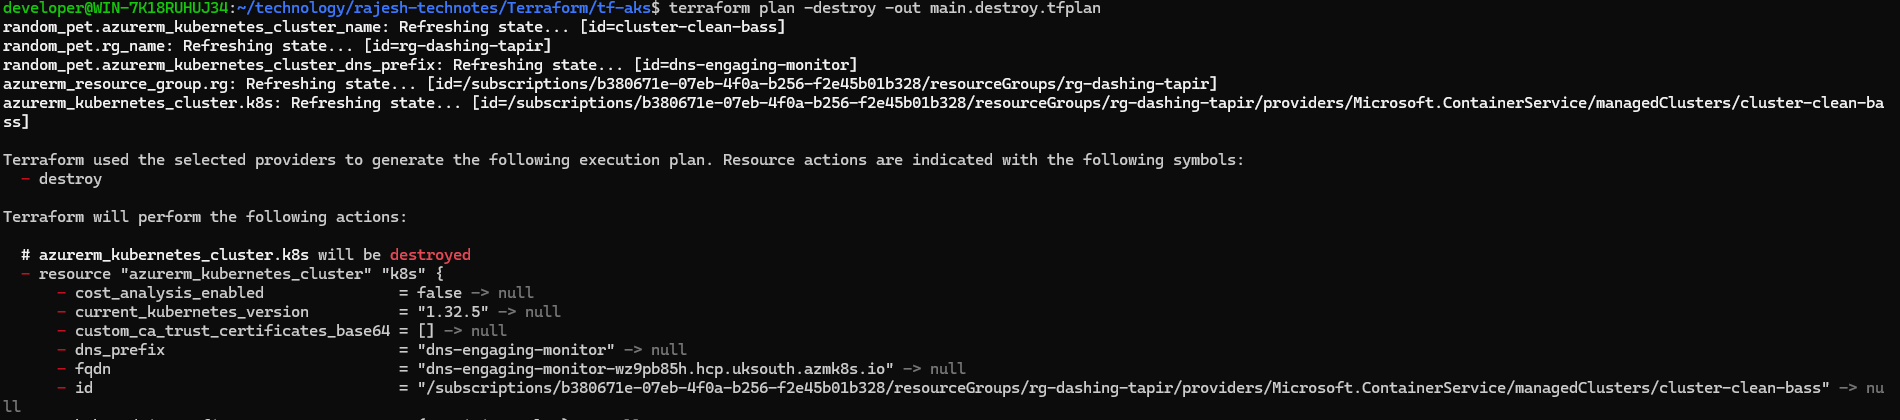 developer@WIN-7K18RUHUJ34:~/technology/rajesh-technotes/Terraform/tf-aks$ terraform plan -destroy -out main.destroy.tfplan
random_pet.azurerm_kubernetes_cluster_name: Refreshing state... [id=cluster-clean-bass]
random_pet.rg_name: Refreshing state... [id=rg-dashing-tapir]
random_pet.azurerm_kubernetes_cluster_dns_prefix: Refreshing state... [id=dns-engaging-monitor]
azurerm_resource_group.rg: Refreshing state... [id=/subscriptions/b380671e-07eb-4f0a-b256-f2e45b01b328/resourceGroups/rg-dashing-tapir]
azurerm_kubernetes_cluster.k8s: Refreshing state... [id=/subscriptions/b380671e-07eb-4f0a-b256-f2e45b01b328/resourceGroups/rg-dashing-tapir/providers/Microsoft.ContainerService/managedClusters/cluster-clean-ba
ss]
Terraform used the selected providers to generate the following execution plan. Resource actions are indicated with the following symbols:
  - destroy
Terraform will perform the following actions:
  # azurerm_kubernetes_cluster.k8s will be destroyed
  - resource "azurerm_kubernetes_cluster" "k8s" {
      - cost_analysis_enabled               = false -> null
      - current_kubernetes_version          = "1.32.5" -> null
      - custom_ca_trust_certificates_base64 = [] -> null
      - dns_prefix                          = "dns-engaging-monitor" -> null
      - fqdn                                = "dns-engaging-monitor-wz9pb85h.hcp.uksouth.azmk8s.io" -> null
      - id                                  = "/subscriptions/b380671e-07eb-4f0a-b256-f2e45b01b328/resourceGroups/rg-dashing-tapir/providers/Microsoft.ContainerService/managedClusters/cluster-clean-bass" -> nu
ll